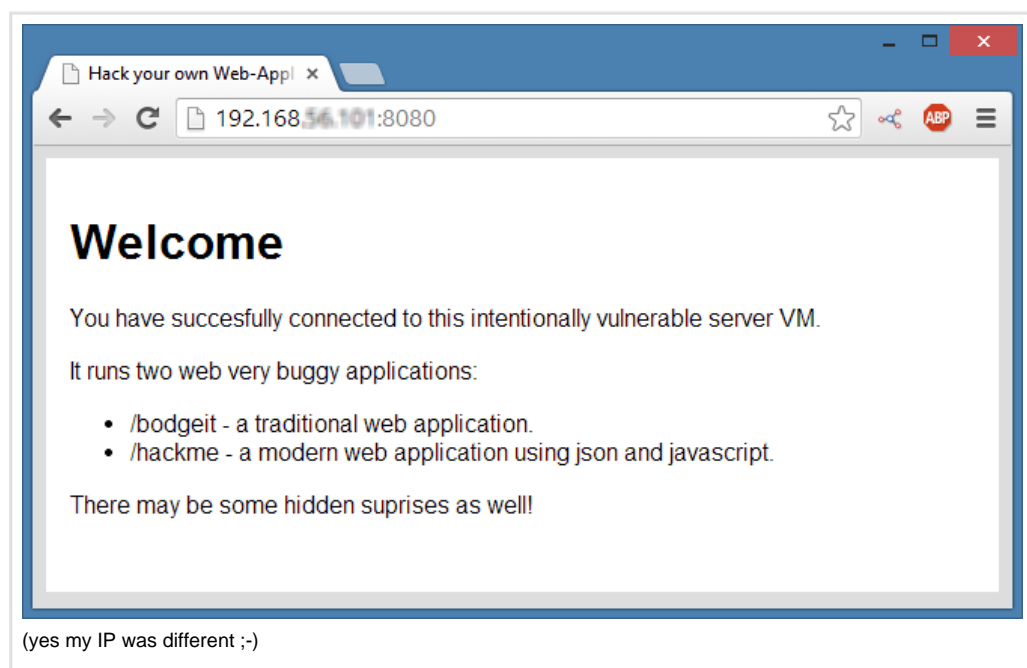 Hack your own Web-Appl
192.168.56.101:8080
ABP
Welcome
You have succesfully connected to this intentionally vulnerable server VM.
It runs two web very buggy applications:
• /bodgeit - a traditional web application.
• /hackme - a modern web application using json and javascript.
There may be some hidden suprises as well!
(yes my IP was different ;-)